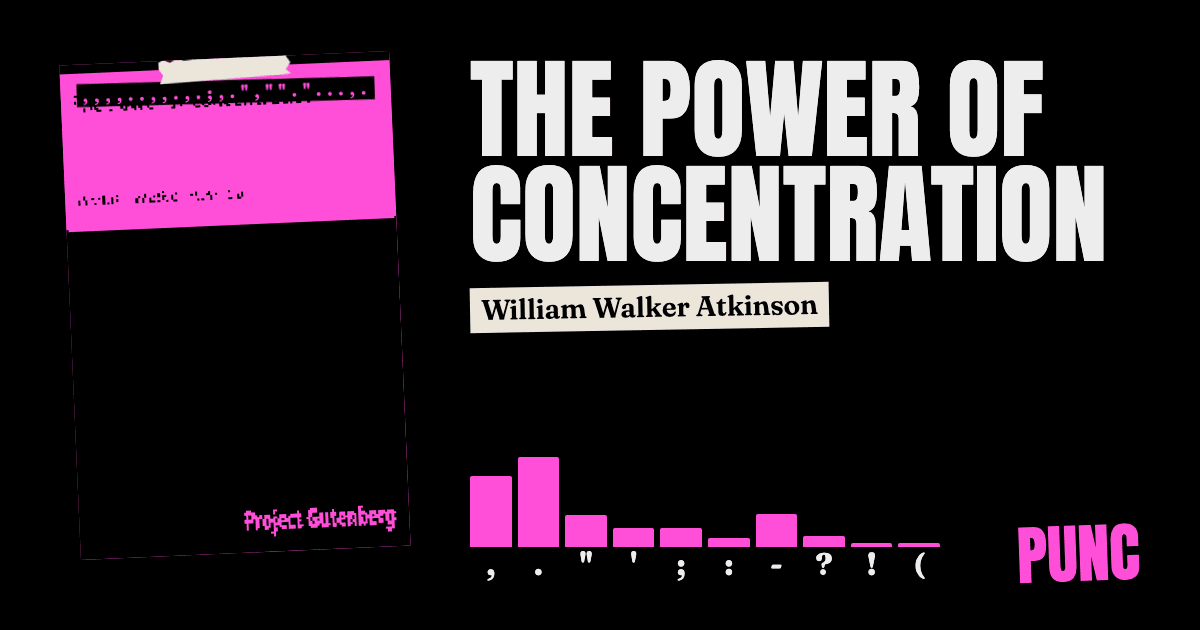 THE POWER OF
CONCENTRATION
William Walker Atkinson
Project Gutenberg
, . " ' ; : - ? ! (
PUNC